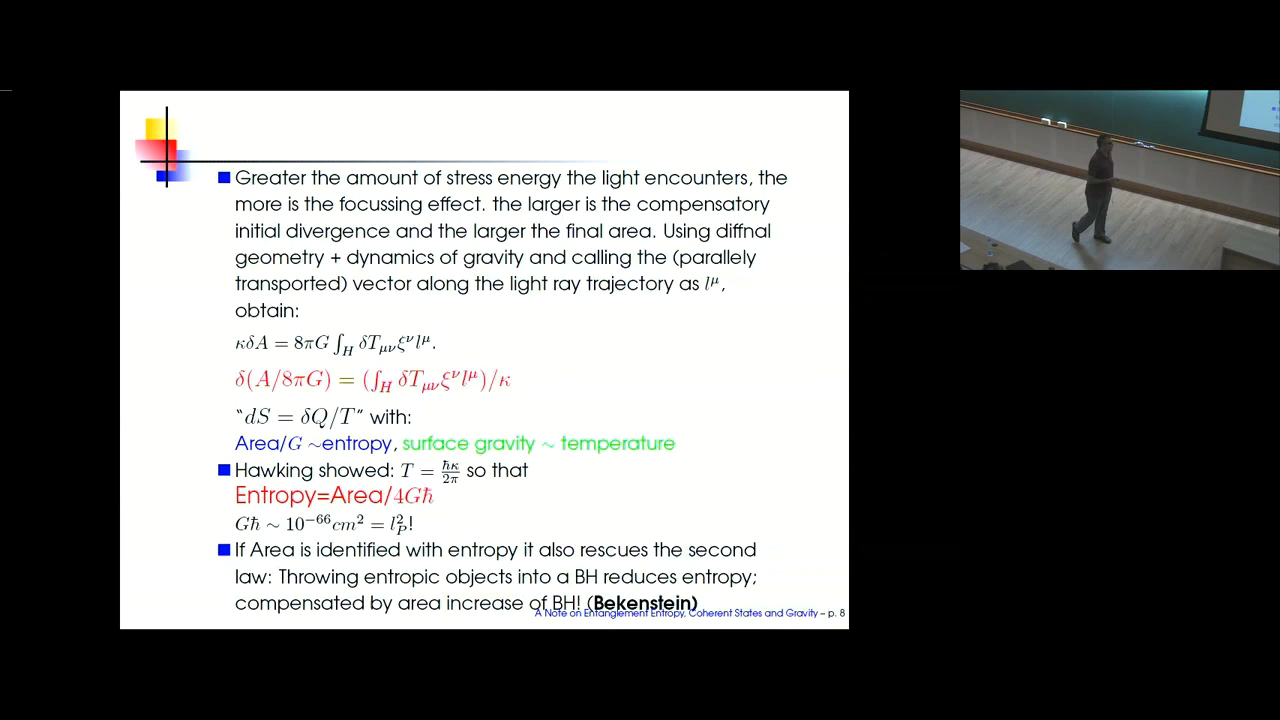 Greater the amount of stress energy the light encounters, the
more is the focussing effect. the larger is the compensatory
initial divergence and the larger the final area. Using diffnal
geometry + dynamics of gravity and calling the (parallely
transported) vector along the light ray trajectory as l^μ,
obtain:
κδA = 8πG ∫_H δT_{μν}ξ^ν l^μ.
δ(A/8πG) = (∫_H δT_{μν}ξ^ν l^μ)/κ
“dS = δQ/T” with:
Area/G ∼entropy, surface gravity ∼ temperature
Hawking showed: T = ħκ/2π so that
Entropy=Area/4Għ
Għ ∼ 10^{−66}cm^2 = l_P^2!
If Area is identified with entropy it also rescues the second
law: Throwing entropic objects into a BH reduces entropy;
compensated by area increase of BH! (Bekenstein)
A Note on Entanglement Entropy, Coherent States and Gravity – p. 8